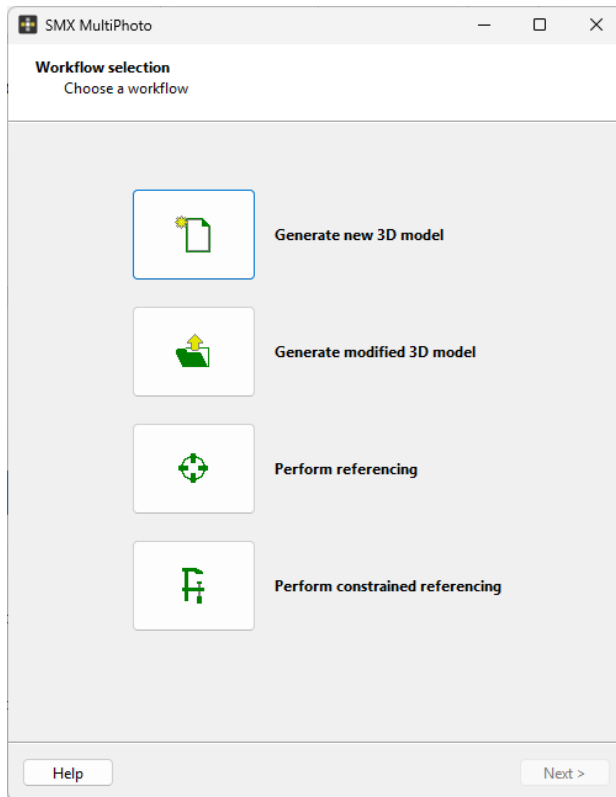 SMX MultiPhoto
Workflow selection
Choose a workflow
Generate new 3D model
Generate modified 3D model
Perform referencing
Perform constrained referencing
Help
Next >